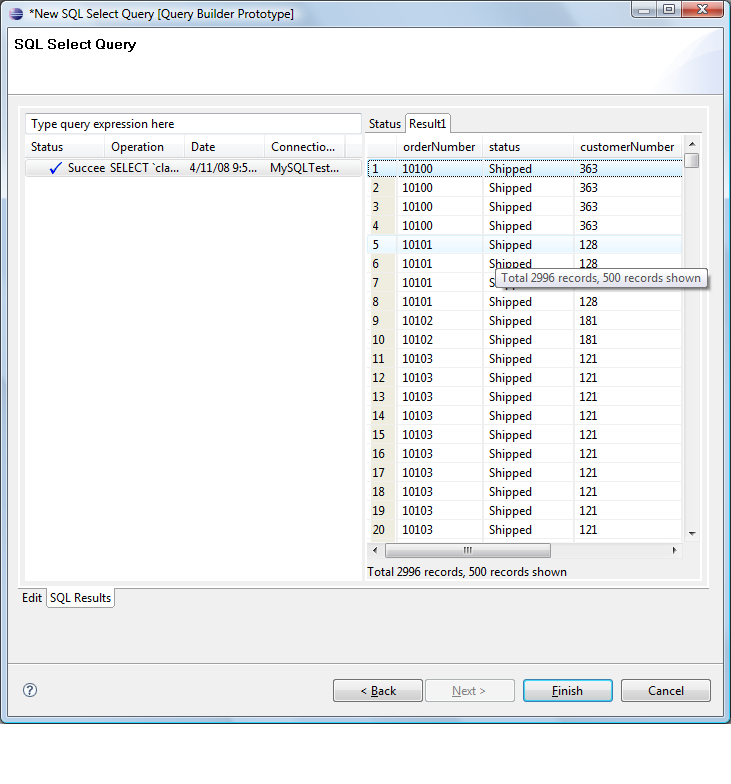 *New SQL Select Query [Query Builder Prototype]
SQL Select Query
Type query expression here
Status Operation Date Connectio...
Succee SELECT `cla... 4/11/08 9:5... MySQLTest...
Status Result1
orderNumber status customerNumber
1 10100 Shipped 363
2 10100 Shipped 363
3 10100 Shipped 363
4 10100 Shipped 363
5 10101 Shipped 128
6 10101 Shipped 128
Total 2996 records, 500 records shown
7 10101
8 10101 Shipped 128
9 10102 Shipped 181
10 10102 Shipped 181
11 10103 Shipped 121
12 10103 Shipped 121
13 10103 Shipped 121
14 10103 Shipped 121
15 10103 Shipped 121
16 10103 Shipped 121
17 10103 Shipped 121
18 10103 Shipped 121
19 10103 Shipped 121
20 10103 Shipped 121
Total 2996 records, 500 records shown
Edit SQL Results
? < Back Next > Finish Cancel